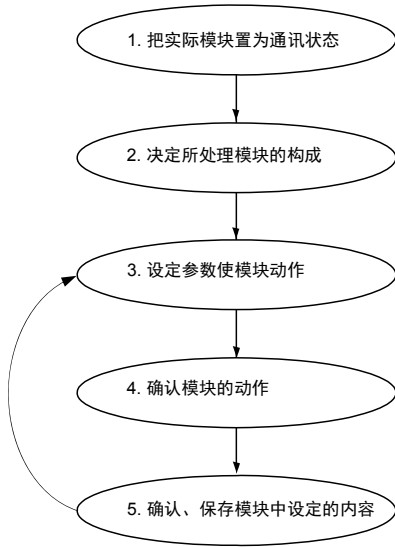 1. 把实际模块置为通讯状态
2. 决定所处理模块的构成
3. 设定参数使模块动作
4. 确认模块的动作
5. 确认、保存模块中设定的内容